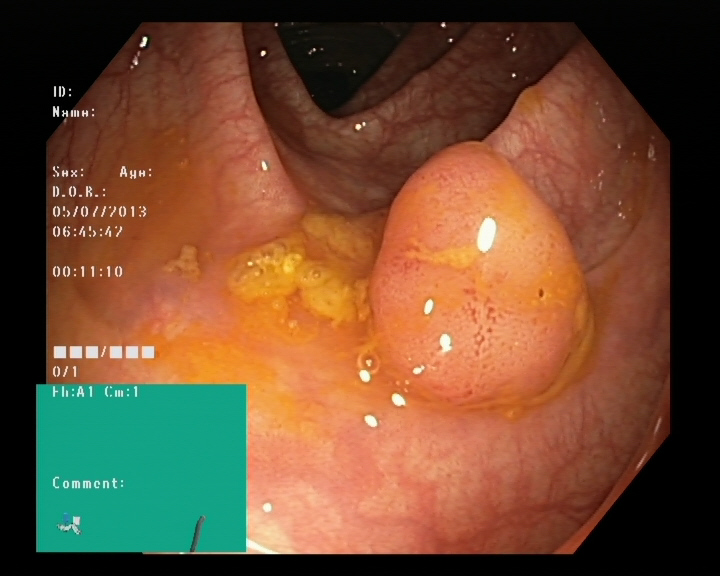 ID:
Name:
Sex: Age:
D.O.B.:
05/07/2013
06:45:42
00:11:10
■■■/■■■
0/1
Eh:A1 Cm:1
Comment: